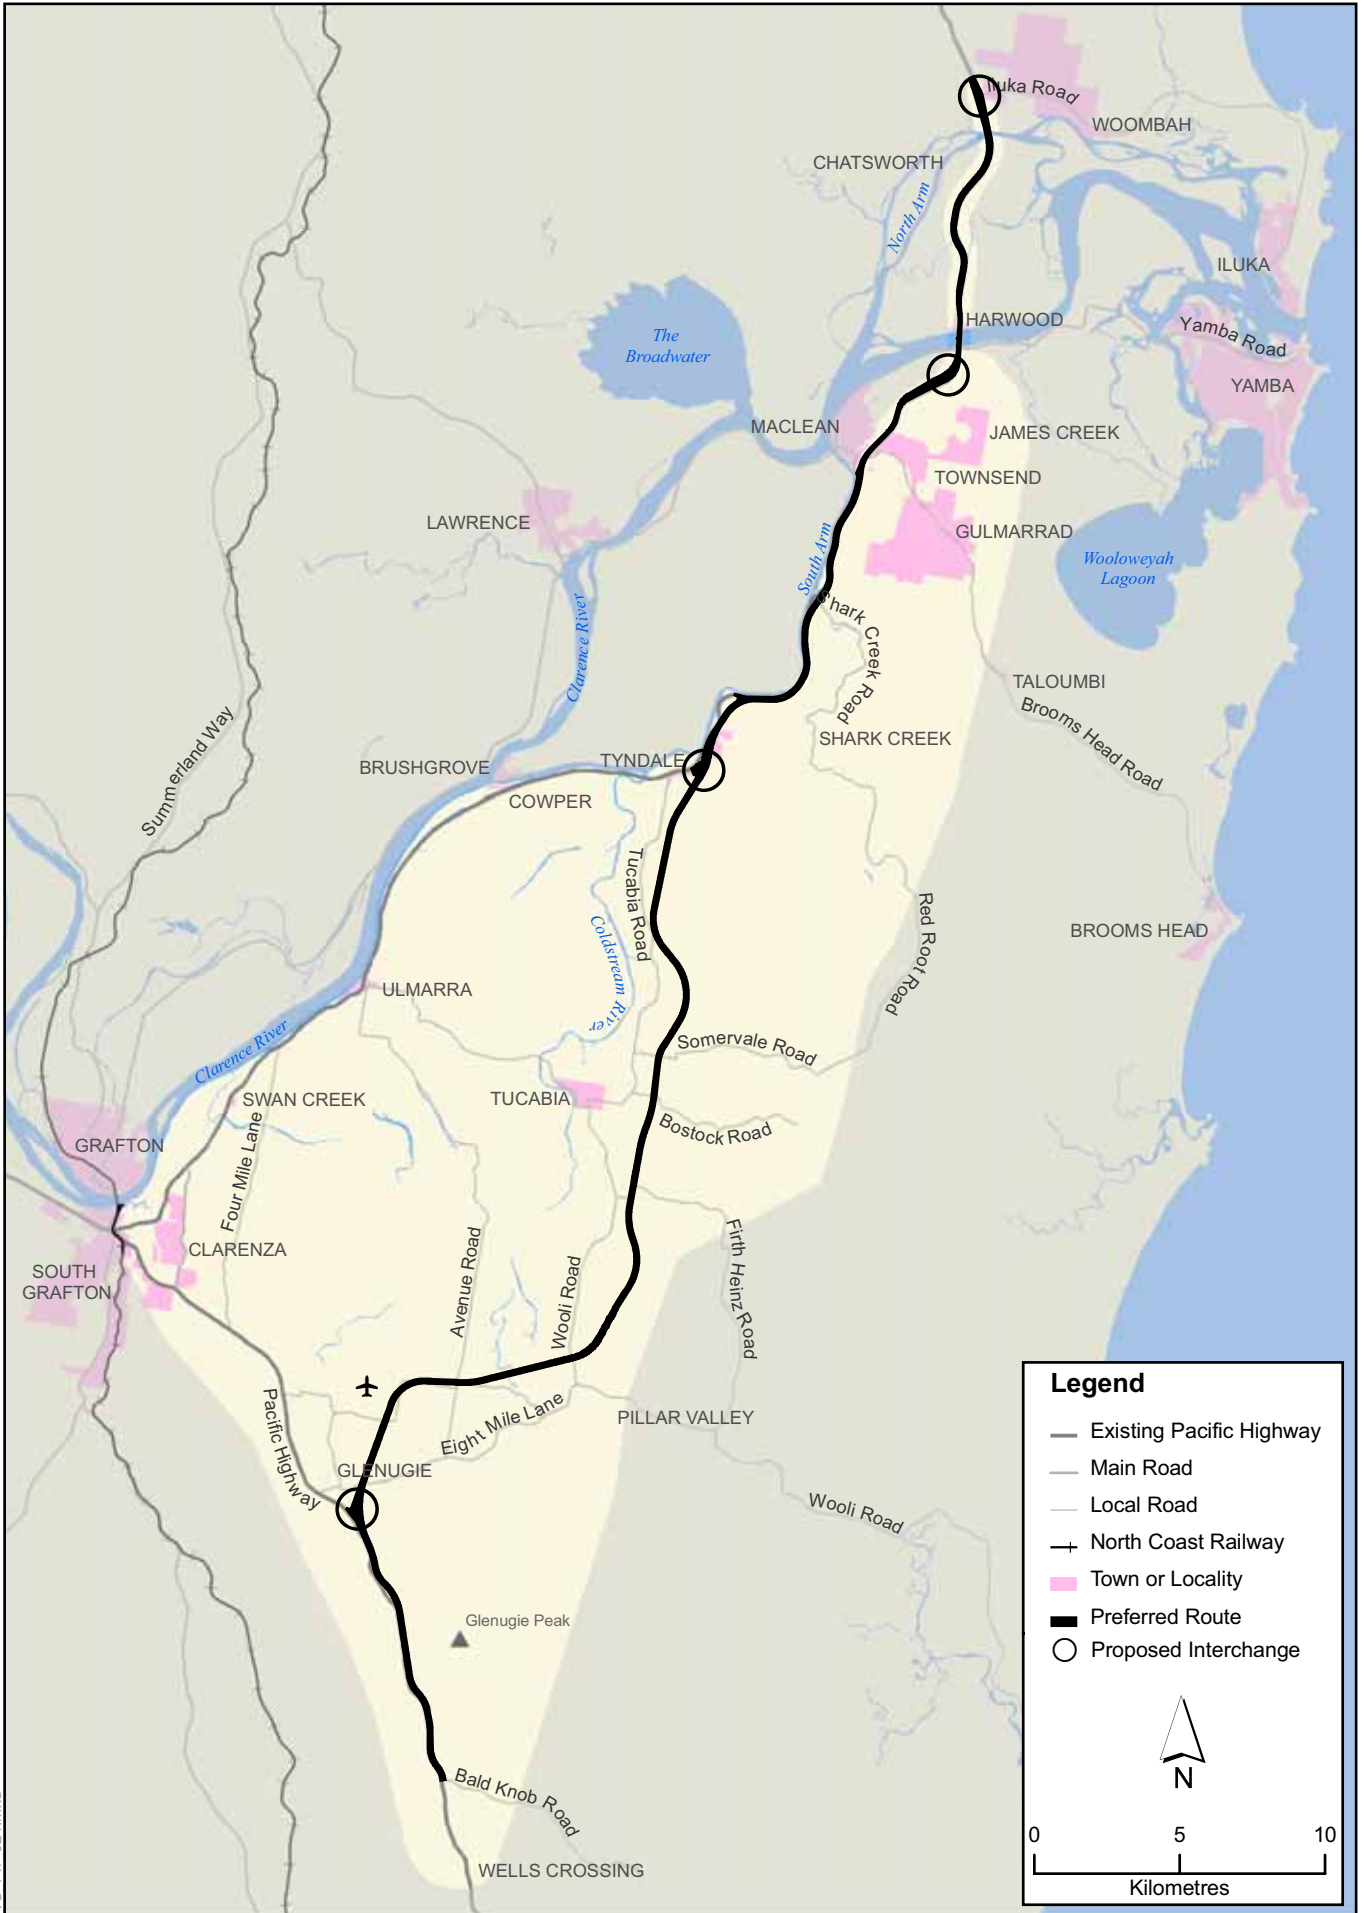 Iluka Road
WOOMBAH
CHATSWORTH
North Arm
ILUKA
HARWOOD
Yamba Road
The
Broadwater
YAMBA
MACLEAN
JAMES CREEK
TOWNSEND
LAWRENCE
GULMARRAD
South Arm
Wooloweyah
Lagoon
Shark Creek Road
Clarence River
TALOUMBI
Brooms Head Road
Summerland Way
SHARK CREEK
TYNDALE
BRUSHGROVE
COWPER
Tucabia Road
Red Root Road
Coldstream River
BROOMS HEAD
ULMARRA
Clarence River
Somervale Road
SWAN CREEK
TUCABIA
Bostock Road
GRAFTON
Four Mile Lane
CLARENZA
SOUTH
GRAFTON
Avenue Road
Wooli Road
Firth Heinz Road
Pacific Highway
Eight Mile Lane
PILLAR VALLEY
GLENUGIE
Wooli Road
Glenugie Peak
Bald Knob Road
WELLS CROSSING
Legend
Existing Pacific Highway
Main Road
Local Road
North Coast Railway
Town or Locality
Preferred Route
Proposed Interchange
N
0 5 10
Kilometres